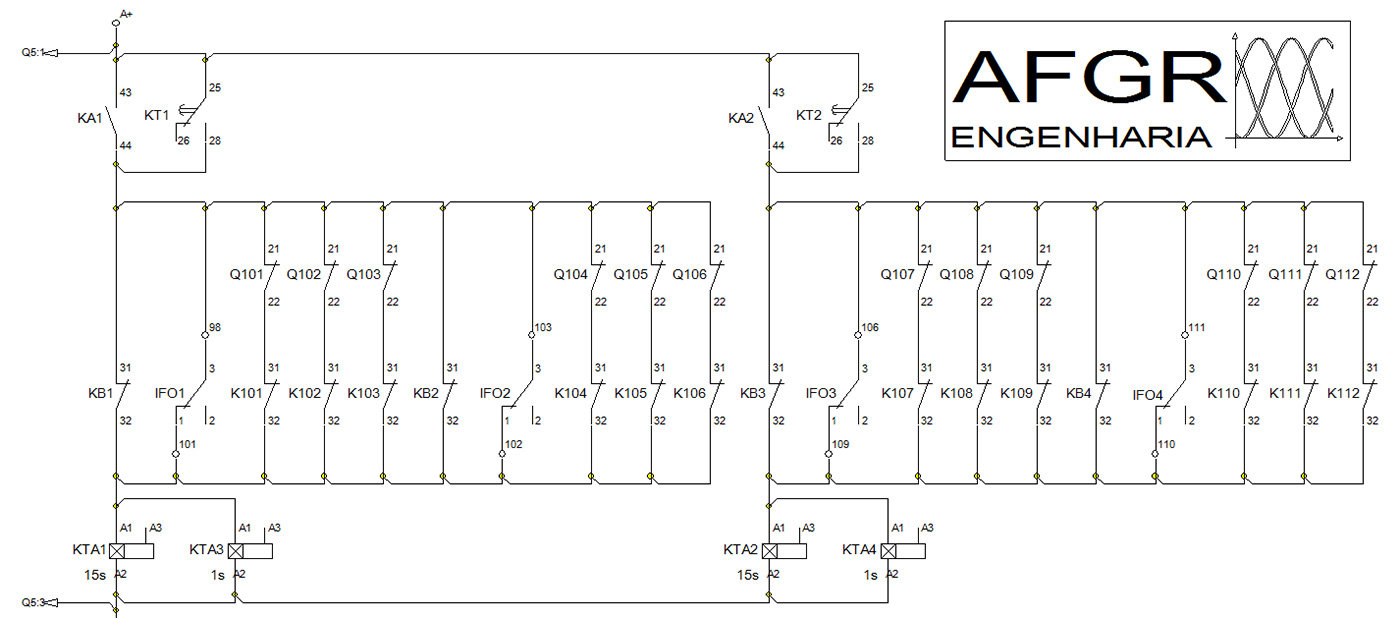 A+
Q5:1
AFGR
ENGENHARIA
43 25 43 25
KA1 KT1 KA2 KT2
44 26 28 44 26 28
21 21 21 21 21 21 21 21 21 21 21 21
Q101 Q102 Q103 Q104 Q105 Q106 Q107 Q108 Q109 Q110 Q111 Q112
22 22 22 22 22 22 22 22 22 22 22 22
98 103 106 111
31 3 31 31 31 31 3 31 31 31 31 3 31 31 31 31 3 31 31 31
KB1 IFO1 K101 K102 K103 KB2 IFO2 K104 K105 K106 KB3 IFO3 K107 K108 K109 KB4 IFO4 K110 K111 K112
32 1 2 32 32 32 32 1 2 32 32 32 32 1 2 32 32 32 32 1 2 32 32 32
101 102 109 110
A1 A3 A1 A3 A1 A3 A1 A3
KTA1 KTA3 KTA2 KTA4
15s A2 1s A2 15s A2 1s A2
Q5:3